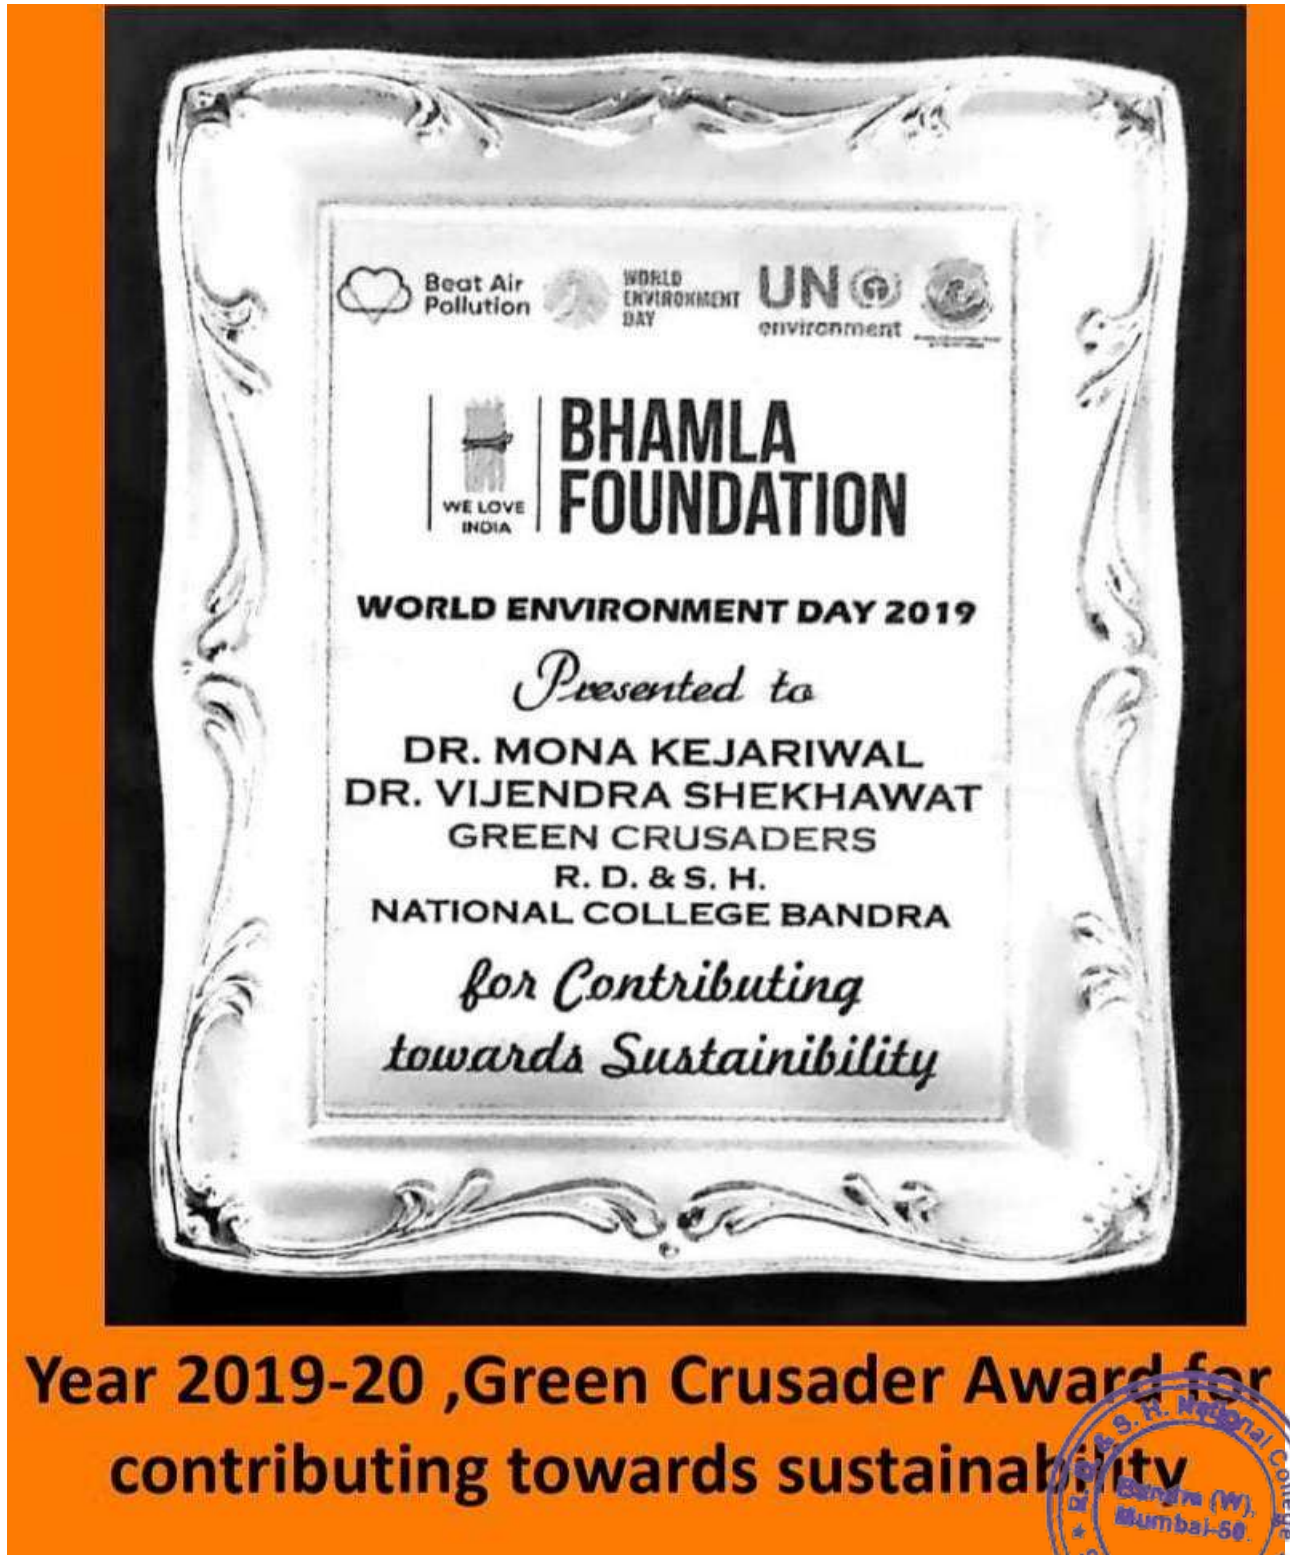 Beat Air
Pollution
WORLD
ENVIRONMENT
DAY
UN
environment
WE LOVE
INDIA
BHAMLA
FOUNDATION
WORLD ENVIRONMENT DAY 2019
Presented to
DR. MONA KEJARIWAL
DR. VIJENDRA SHEKHAWAT
GREEN CRUSADERS
R. D. & S. H.
NATIONAL COLLEGE BANDRA
for Contributing
towards Sustainibility
Year 2019-20 ,Green Crusader Award for
contributing towards sustainability
& S. H. National College
Bandra (W),
Mumbai-50.